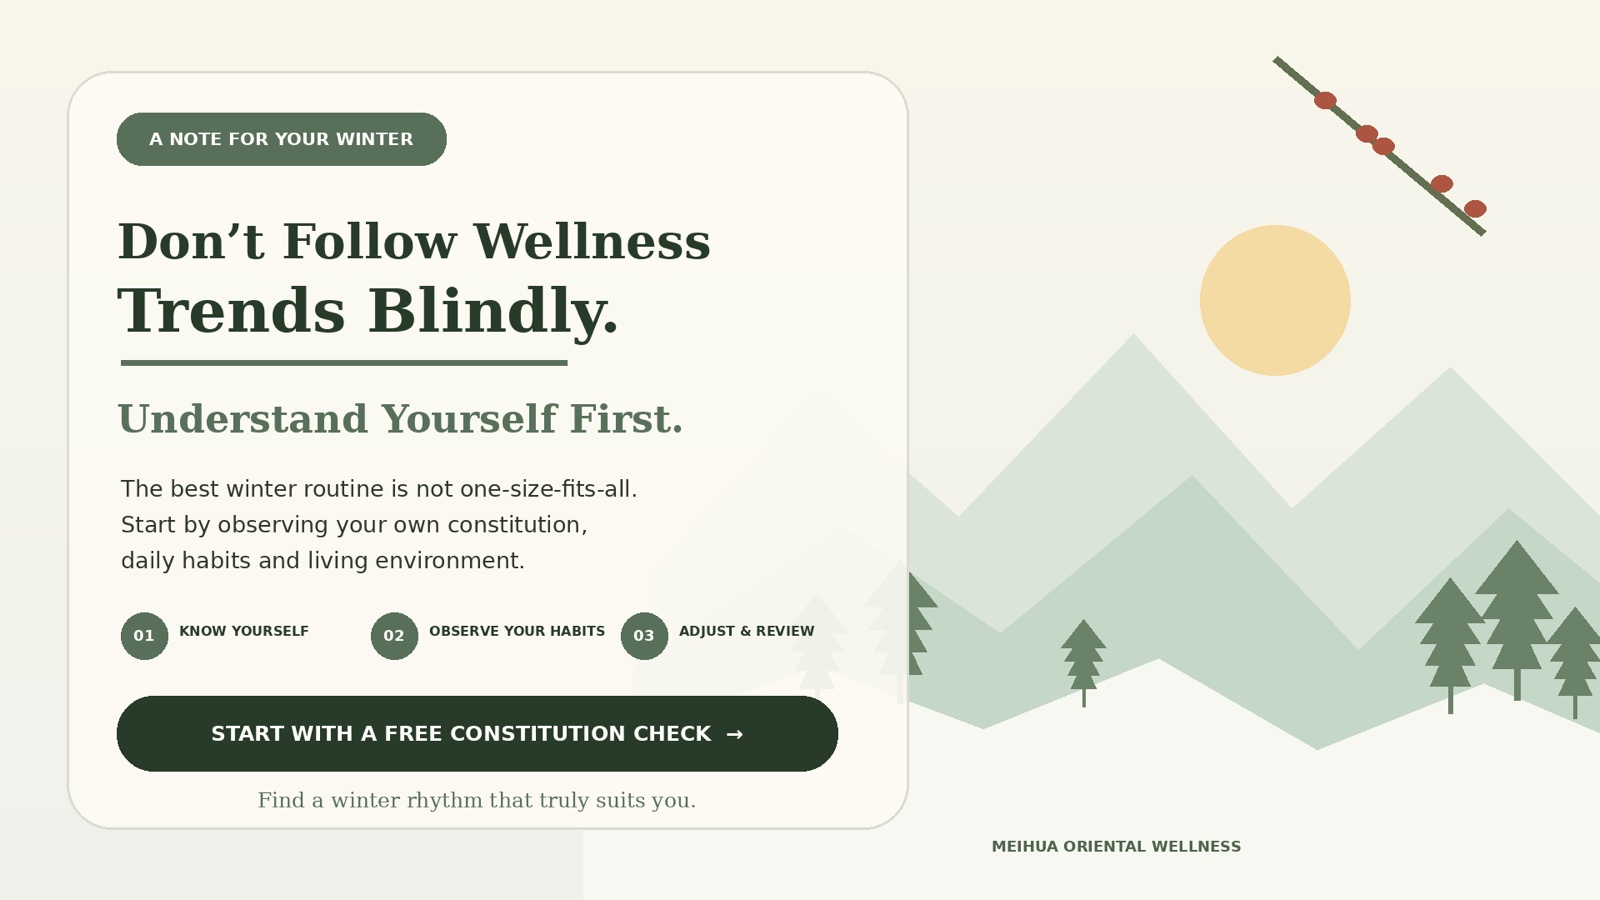 A NOTE FOR YOUR WINTER
Don’t Follow Wellness
Trends Blindly.
Understand Yourself First.
The best winter routine is not one-size-fits-all.
Start by observing your own constitution,
daily habits and living environment.
01 KNOW YOURSELF
02 OBSERVE YOUR HABITS
03 ADJUST & REVIEW
START WITH A FREE CONSTITUTION CHECK →
Find a winter rhythm that truly suits you.
MEIHUA ORIENTAL WELLNESS